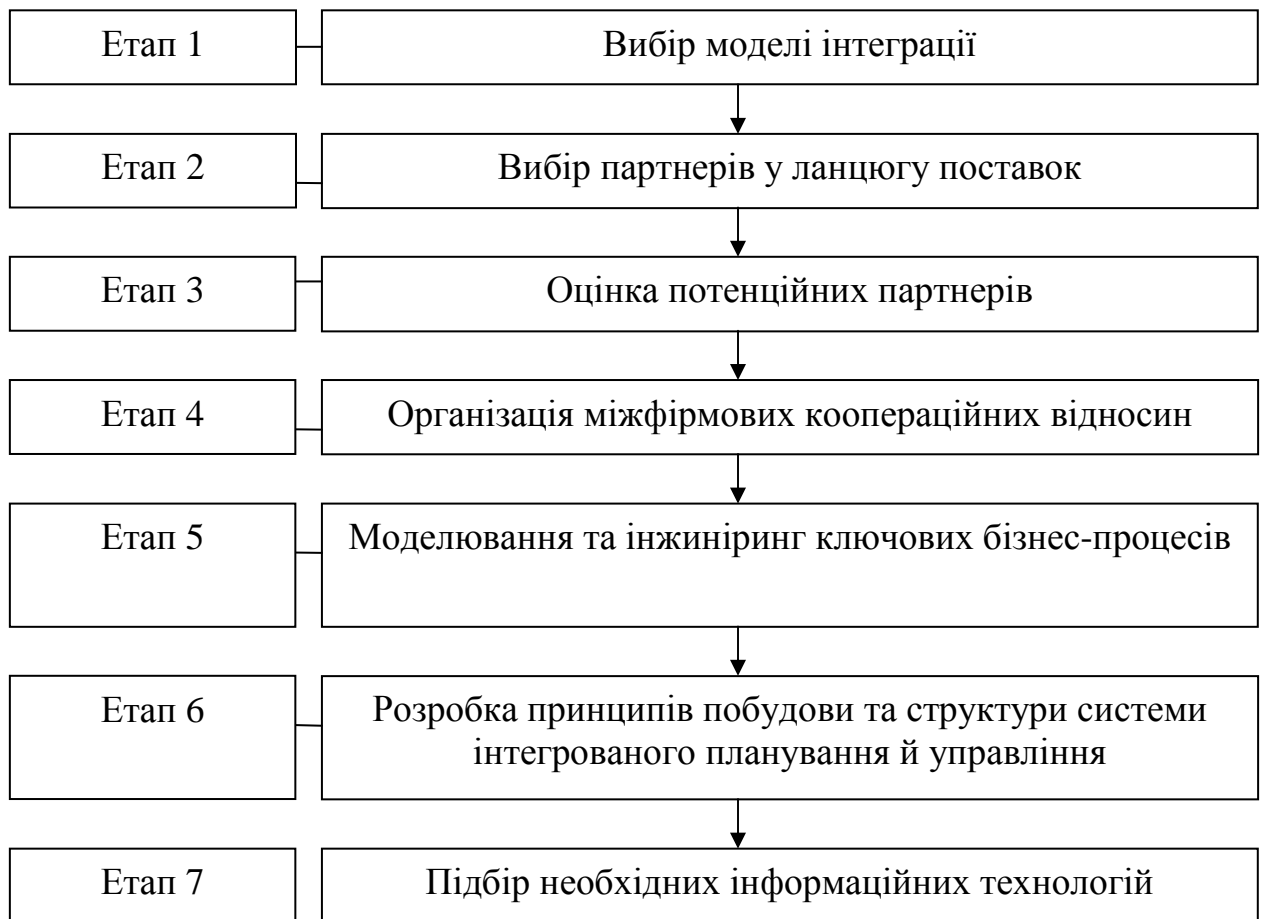 Етап 1
Вибір моделі інтеграції
Етап 2
Вибір партнерів у ланцюгу поставок
Етап 3
Оцінка потенційних партнерів
Етап 4
Організація міжфірмових коопераційних відносин
Етап 5
Моделювання та інжиніринг ключових бізнес-процесів
Етап 6
Розробка принципів побудови та структури системи
інтегрованого планування й управління
Етап 7
Підбір необхідних інформаційних технологій